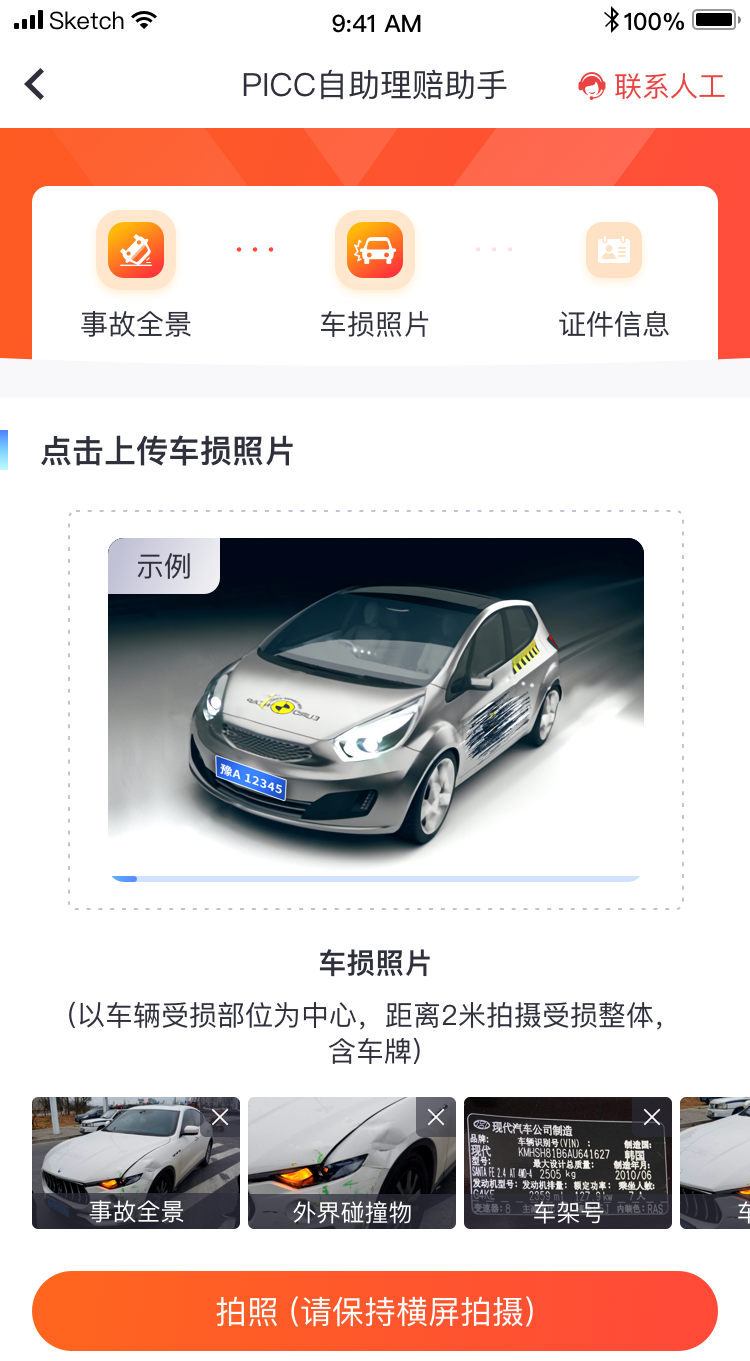 Sketch
9:41 AM
100%
PICC自助理赔助手
联系人工
事故全景
车损照片
证件信息
点击上传车损照片
示例
豫A 12345
车损照片
(以车辆受损部位为中心，距离2米拍摄受损整体，
含车牌)
现代汽车公司制造
品牌:
车辆识别号(VIN) :
制造国:
现代
KMHSH81B6AU641627
韩国
型号:
最大设计总质量:
制造年月:
SANTA FE 2.4 AT 4WD-4
2505 kg
2010/06
发动机型号:
发动机排量:
额定功率:
乘坐人数:
G4KE
2359 ml
127.9 kw
7 人
变速器:8
内装色:RAS
事故全景
外界碰撞物
车架号
车
拍照 (请保持横屏拍摄)